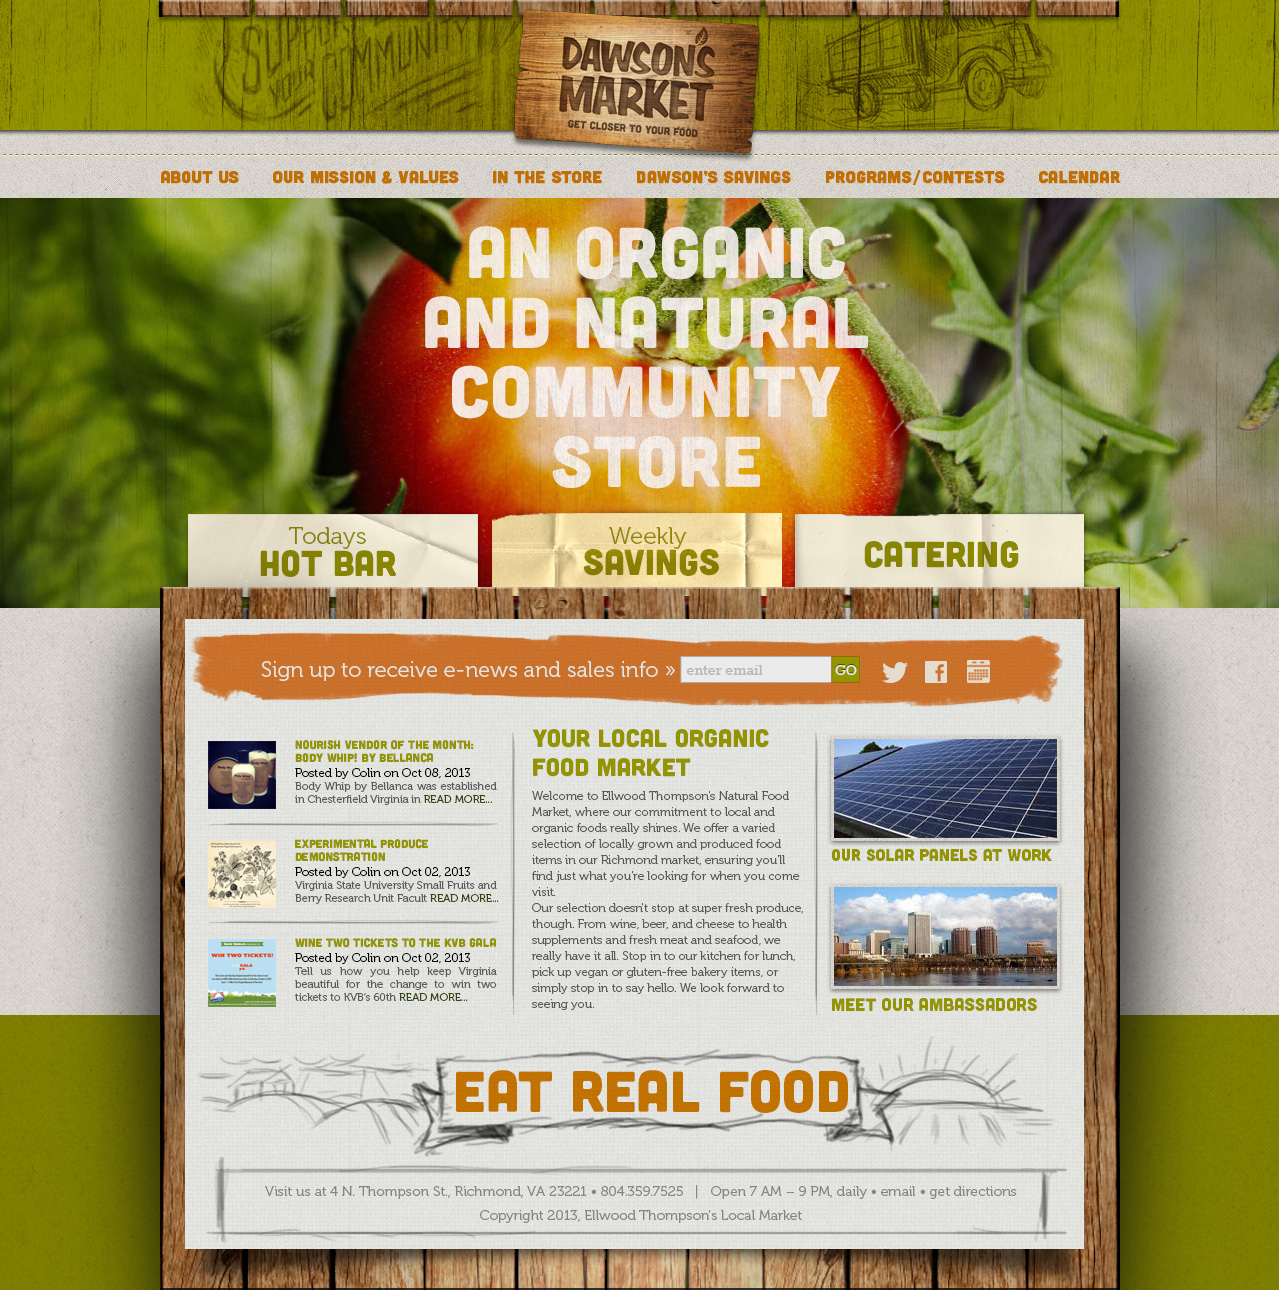 SUPPORT
YOUR COMMUNITY
DAWSON'S
MARKET
GET CLOSER TO YOUR FOOD
ABOUT US
OUR MISSION & VALUES
IN THE STORE
DAWSON'S SAVINGS
PROGRAMS/CONTESTS
CALENDAR
AN ORGANIC
AND NATURAL
COMMUNITY
STORE
Todays
HOT BAR
Weekly
SAVINGS
CATERING
Sign up to receive e-news and sales info »
enter email
GO
NOURISH VENDOR OF THE MONTH:
BODY WHIP! BY BELLANCA
Posted by Colin on Oct 08, 2013
Body Whip by Bellanca was established
in Chesterfield Virginia in READ MORE...
EXPERIMENTAL PRODUCE
DEMONSTRATION
Posted by Colin on Oct 02, 2013
Virginia State University Small Fruits and
Berry Research Unit Facult READ MORE...
WIN TWO TICKETS!
GALA
WINE TWO TICKETS TO THE KVB GALA
Posted by Colin on Oct 02, 2013
Tell us how you help keep Virginia
beautiful for the change to win two
tickets to KVB's 60th READ MORE...
YOUR LOCAL ORGANIC
FOOD MARKET
Welcome to Ellwood Thompson's Natural Food
Market, where our commitment to local and
organic foods really shines. We offer a varied
selection of locally grown and produced food
items in our Richmond market, ensuring you'll
find just what you're looking for when you come
visit.
Our selection doesn't stop at super fresh produce,
though. From wine, beer, and cheese to health
supplements and fresh meat and seafood, we
really have it all. Stop in to our kitchen for lunch,
pick up vegan or gluten-free bakery items, or
simply stop in to say hello. We look forward to
seeing you.
OUR SOLAR PANELS AT WORK
MEET OUR AMBASSADORS
EAT REAL FOOD
Visit us at 4 N. Thompson St., Richmond, VA 23221 • 804.359.7525 | Open 7 AM – 9 PM, daily • email • get directions
Copyright 2013, Ellwood Thompson's Local Market